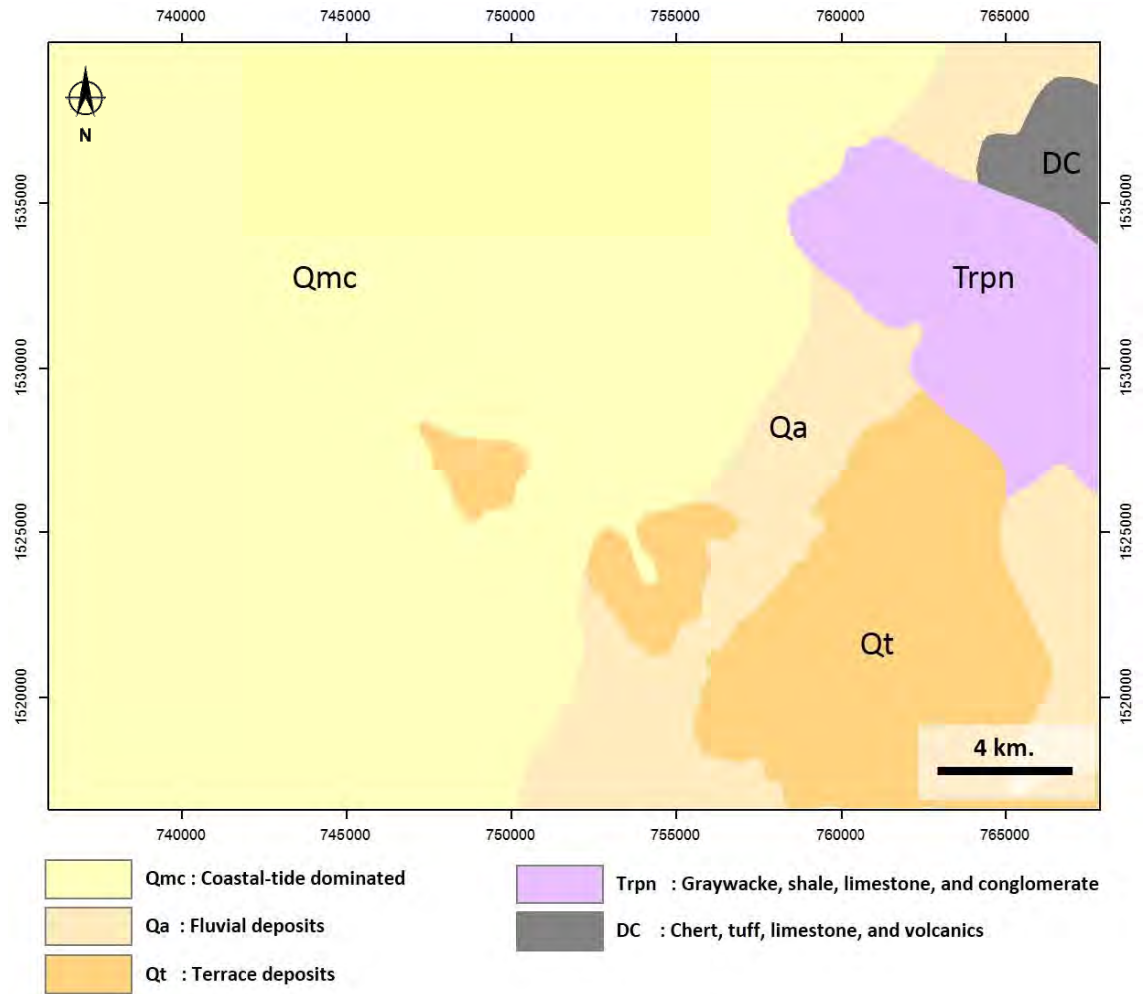 740000 745000 750000 755000 760000 765000
N
DC
1535000 1535000
Qmc Trpn
1530000 1530000
Qa
1525000 1525000
Qt
1520000 1520000
4 km.
740000 745000 750000 755000 760000 765000
Qmc : Coastal-tide dominated
Qa : Fluvial deposits
Qt : Terrace deposits
Trpn : Graywacke, shale, limestone, and conglomerate
DC : Chert, tuff, limestone, and volcanics